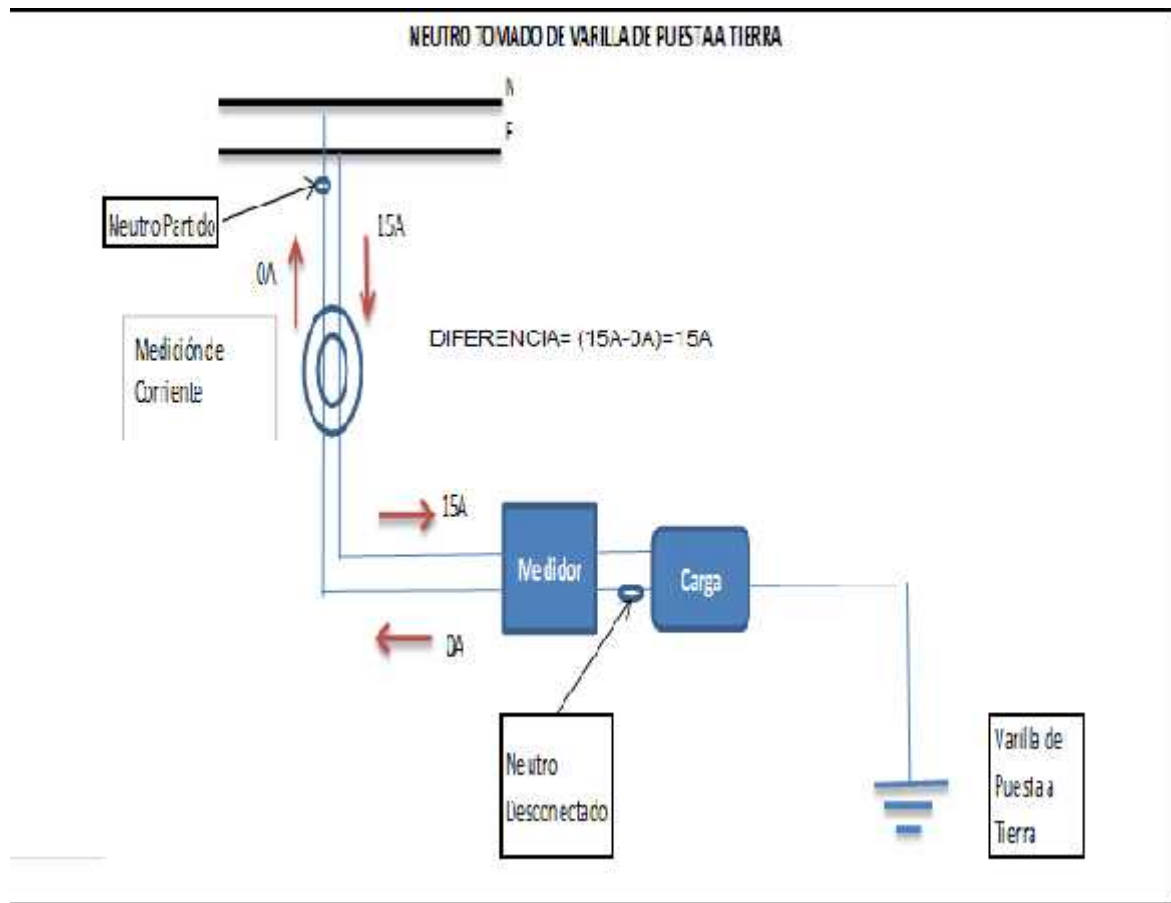 NEUTRO TOMADO DE VARILLA DE PUESTA A TIERRA
N
F
Neutro Partido
15A
0A
Medición de
Corriente
DIFERENCIA= (15A-0A)=15A
15A
Medidor
Carga
0A
Neutro
Desconectado
Varilla de
Puesta a
Tierra